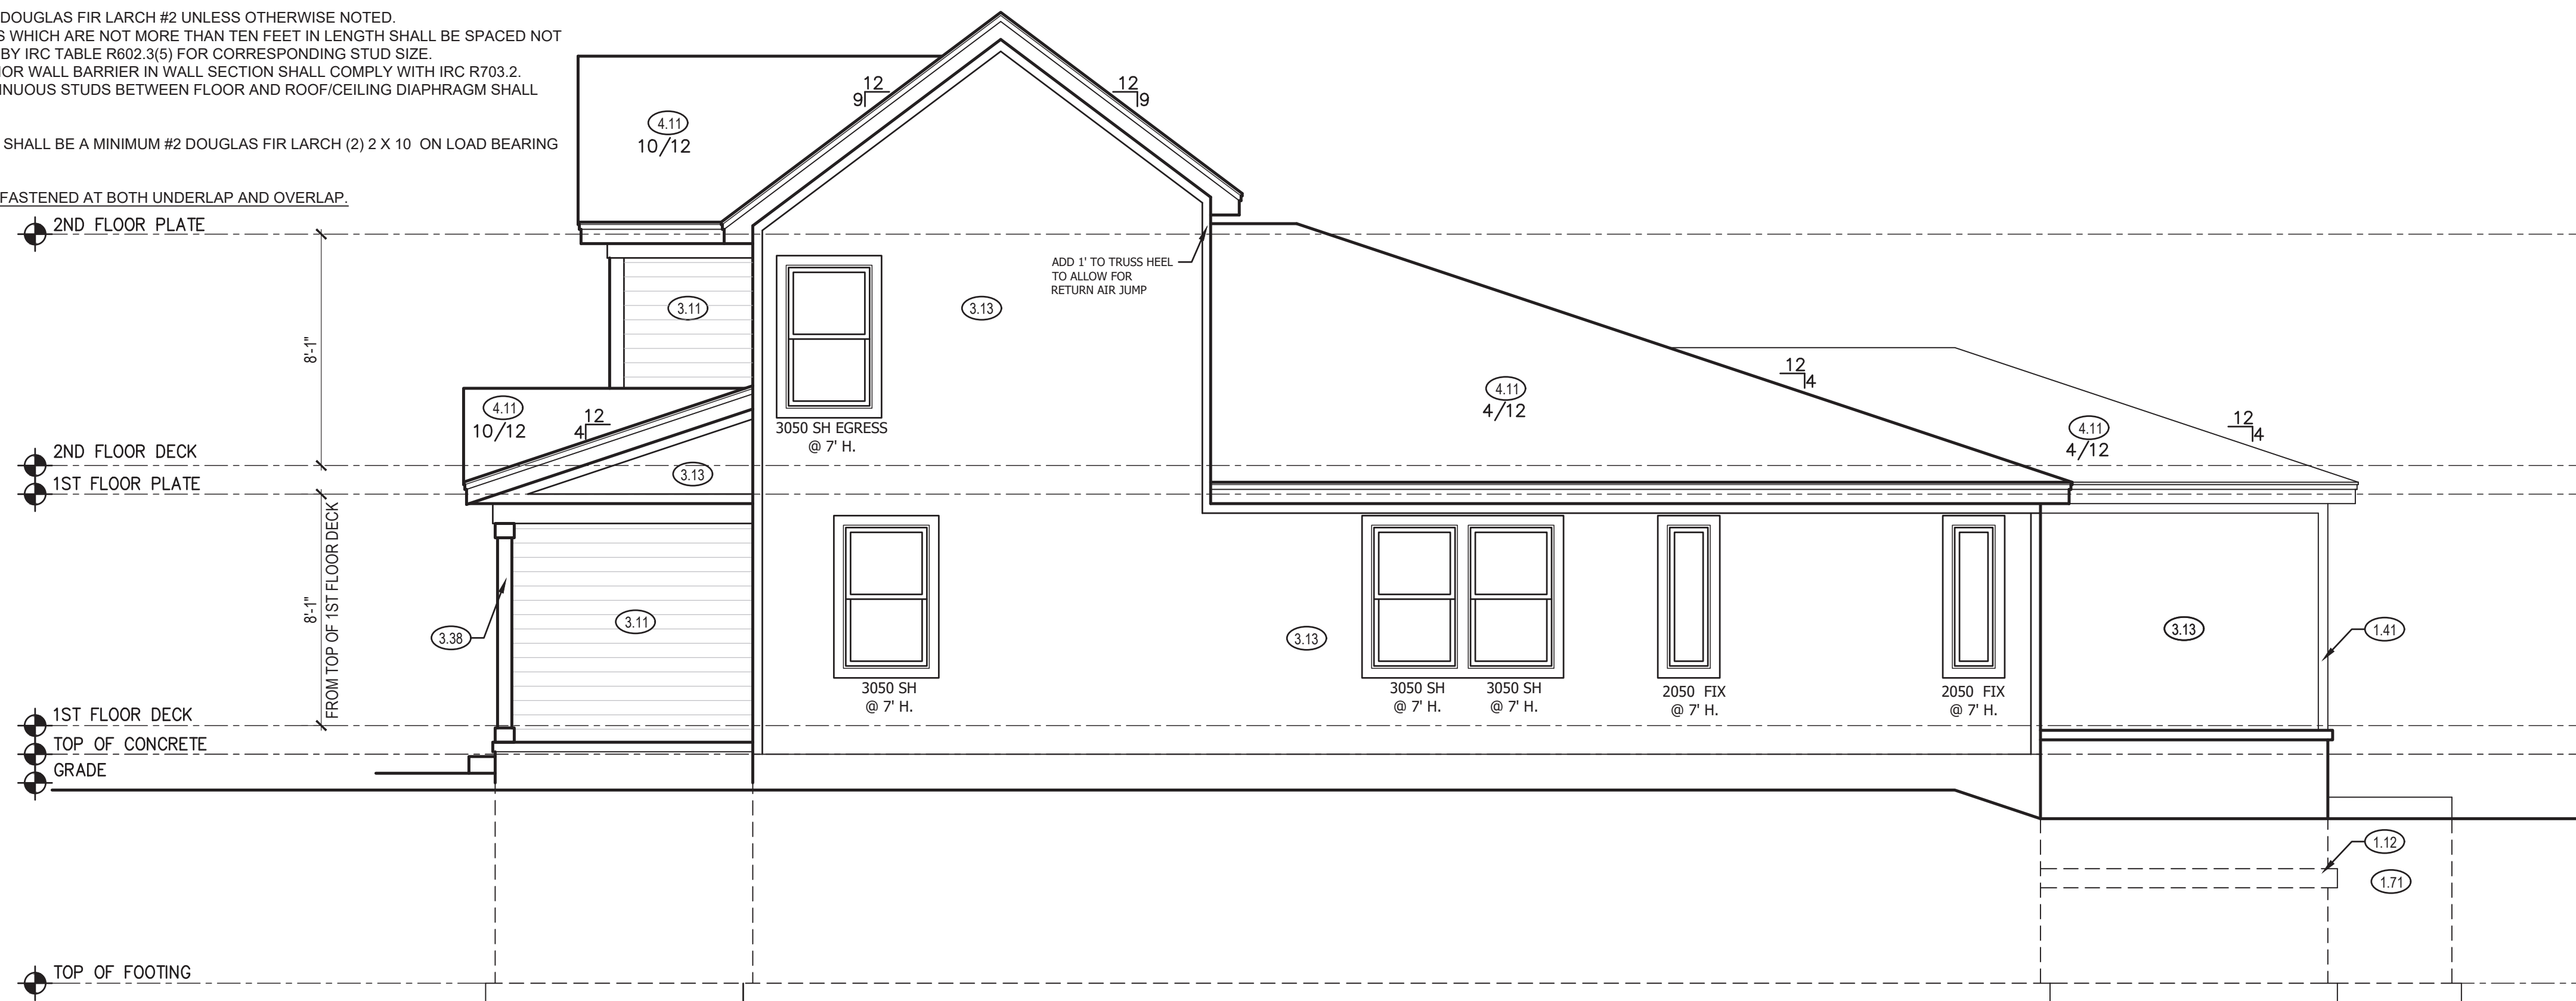 DOUGLAS FIR LARCH #2 UNLESS OTHERWISE NOTED.
S WHICH ARE NOT MORE THAN TEN FEET IN LENGTH SHALL BE SPACED NOT
BY IRC TABLE R602.3(5) FOR CORRESPONDING STUD SIZE.
IOR WALL BARRIER IN WALL SECTION SHALL COMPLY WITH IRC R703.2.
INUOUS STUDS BETWEEN FLOOR AND ROOF/CEILING DIAPHRAGM SHALL
SHALL BE A MINIMUM #2 DOUGLAS FIR LARCH (2) 2 X 10 ON LOAD BEARING
FASTENED AT BOTH UNDERLAP AND OVERLAP.
12
9
12
9
4.11
10/12
2ND FLOOR PLATE
ADD 1' TO TRUSS HEEL
TO ALLOW FOR
RETURN AIR JUMP
3.11
3.13
8'-1"
3050 SH EGRESS
@ 7' H.
12
4
4.11
4/12
12
4
4.11
4/12
4.11
10/12
12
4
2ND FLOOR DECK
3.13
1ST FLOOR PLATE
8'-1"
FROM TOP OF 1ST FLOOR DECK
3.38
3.11
3.13
3.13
1.41
3050 SH
@ 7' H.
3050 SH
@ 7' H.
3050 SH
@ 7' H.
2050 FIX
@ 7' H.
2050 FIX
@ 7' H.
1ST FLOOR DECK
TOP OF CONCRETE
GRADE
1.12
1.71
TOP OF FOOTING